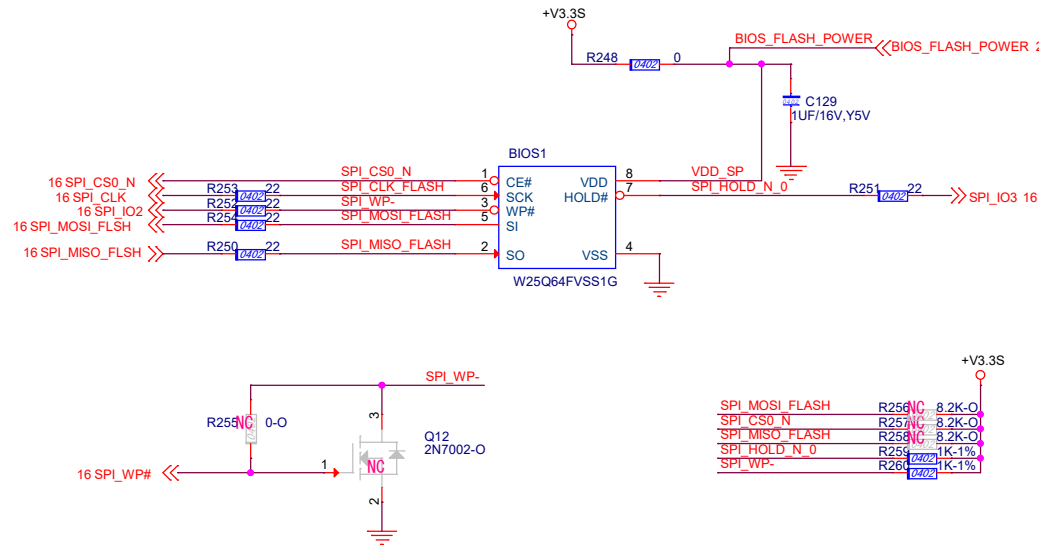 +V3.3S
BIOS_FLASH_POWER
BIOS_FLASH_POWER 2
R248 0402 0
0402 C129
1UF/16V,Y5V
BIOS1
16 SPI_CS0_N SPI_CS0_N 1 CE# VDD 8 VDD_SP
16 SPI_CLK R253 0402 22 SPI_CLK_FLASH 6 SCK HOLD# 7 SPI_HOLD_N_0 R251 0402 22 SPI_IO3 16
16 SPI_IO2 R252 0402 22 SPI_WP- 3 WP#
16 SPI_MOSI_FLSH R254 0402 22 SPI_MOSI_FLASH 5 SI
16 SPI_MISO_FLSH R250 0402 22 SPI_MISO_FLASH 2 SO VSS 4
W25Q64FVSS1G
SPI_WP-
R255 NC 0402 0-O
3
Q12
2N7002-O
NC
16 SPI_WP# 1
2
+V3.3S
SPI_MOSI_FLASH R256 NC 8.2K-O
SPI_CS0_N R257 NC 8.2K-O
SPI_MISO_FLASH R258 NC 8.2K-O
SPI_HOLD_N_0 R259 0402 1K-1%
SPI_WP- R260 0402 1K-1%